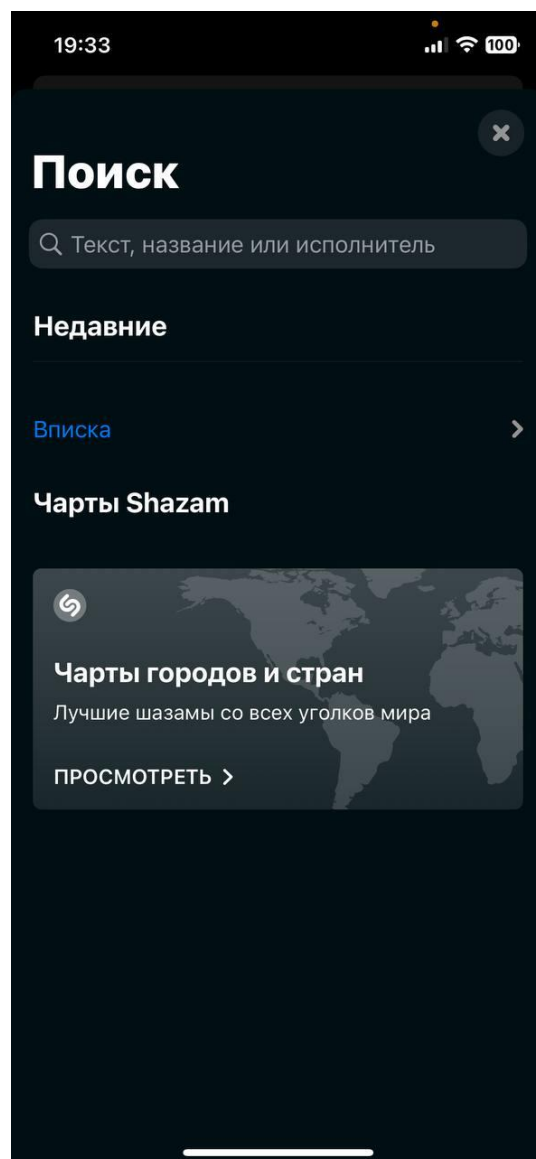 19:33
100
Поиск
Текст, название или исполнитель
Недавние
Вписка
Чарты Shazam
Чарты городов и стран
Лучшие шазамы со всех уголков мира
ПРОСМОТРЕТЬ